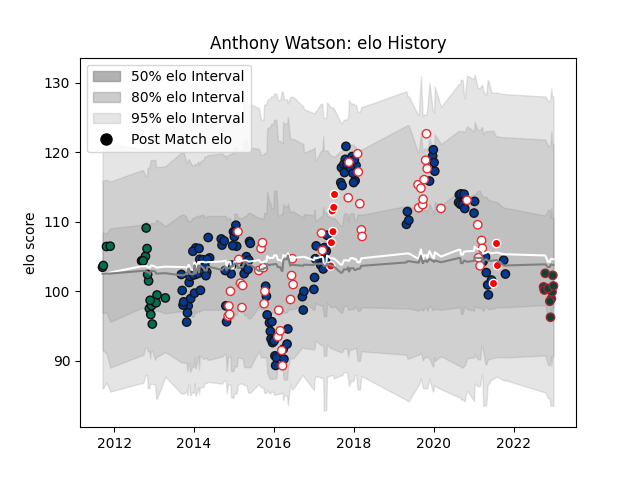 Anthony Watson: elo History
50% elo Interval
80% elo Interval
95% elo Interval
Post Match elo
elo score
130
120
110
100
90
2012 2014 2016 2018 2020 2022